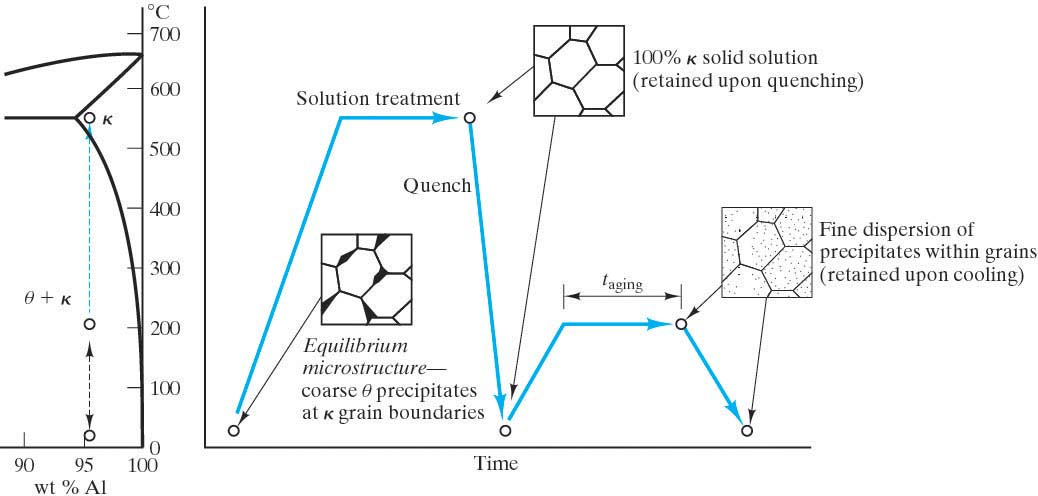 °C
700
600
500
400
300
200
100
0
κ
θ + κ
90
95
100
wt % Al
Solution treatment
Quench
100% κ solid solution
(retained upon quenching)
Equilibrium
microstructure—
coarse θ precipitates
at κ grain boundaries
t aging
Fine dispersion of
precipitates within grains
(retained upon cooling)
Time